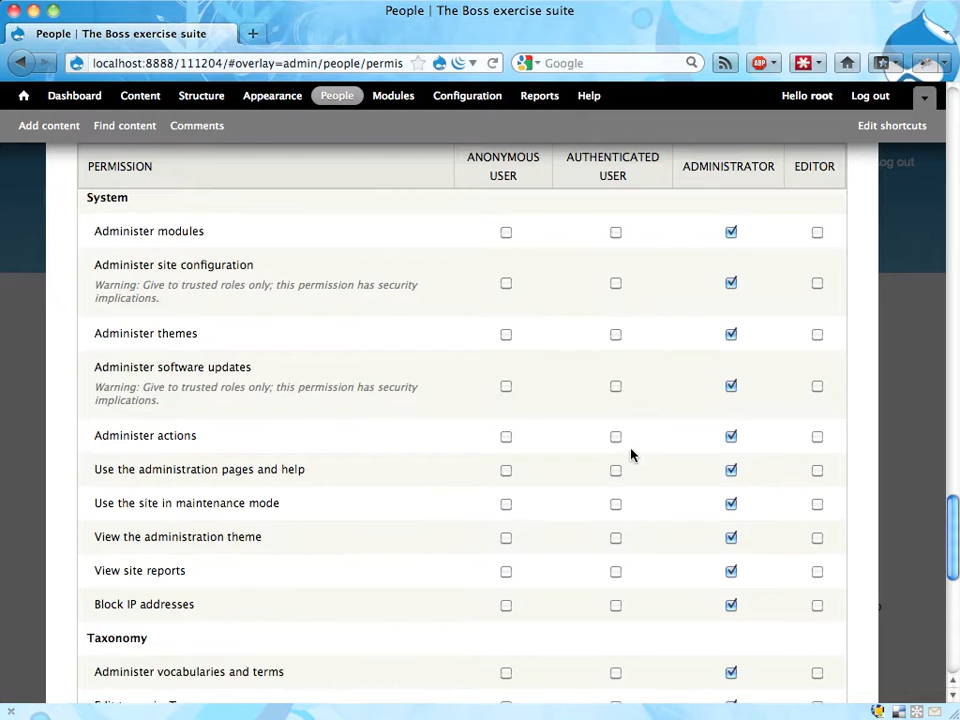 People | The Boss exercise suite
People | The Boss exercise suite
localhost:8888/111204/#overlay=admin/people/permis
Google
ABP
Dashboard Content Structure Appearance People Modules Configuration Reports Help Hello root Log out
Add content Find content Comments Edit shortcuts
og out
PERMISSION ANONYMOUS USER AUTHENTICATED USER ADMINISTRATOR EDITOR
System
Administer modules
Administer site configuration
Warning: Give to trusted roles only; this permission has security
implications.
Administer themes
Administer software updates
Warning: Give to trusted roles only; this permission has security
implications.
Administer actions
Use the administration pages and help
Use the site in maintenance mode
View the administration theme
View site reports
Block IP addresses
Taxonomy
Administer vocabularies and terms